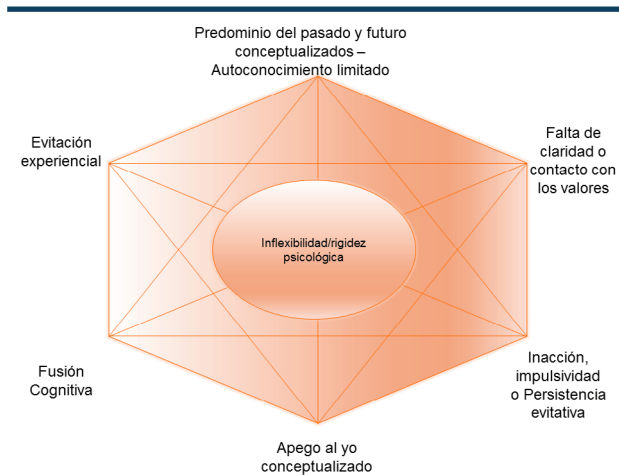 Predominio del pasado y futuro
conceptualizados –
Autoconocimiento limitado
Evitación
experiencial
Falta de
claridad o
contacto con
los valores
Inflexibilidad/rigidez
psicológica
Fusión
Cognitiva
Inacción,
impulsividad
o Persistencia
evitativa
Apego al yo
conceptualizado